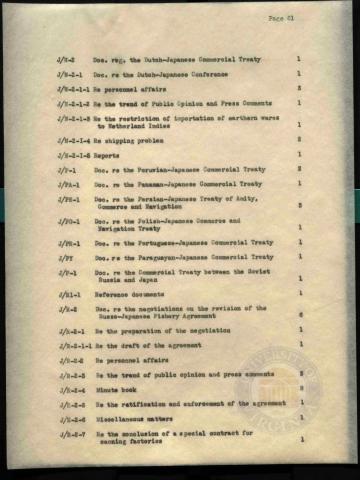 Page 61
J/N-2 Doc. reg. the Dutch-Japanese Commercial Treaty 1
J/N-2-1 Doc. re the Dutch-Japanese Conference 1
J/N-2-1-1 Re personnel affairs 3
J/N-2-1-2 Re the trend of Public Opinion and Press Comments 1
J/N-2-1-3 Re the restriction of importation of earthern wares
to Netherland Indies 1
J/N-2-1-4 Re shipping problem 2
J/N-2-1-5 Reports 1
J/P-1 Doc. re the Peruvian-Japanese Commercial Treaty 2
J/PA-1 Doc. re the Panaman-Japanese Commercial Treaty 1
J/PE-1 Doc. re the Persian-Japanese Treaty of Amity,
Commerce and Navigation 3
J/PO-1 Doc. re the Polish-Japanese Commerce and
Navigation Treaty 1
J/PR-1 Doc. re the Portuguese-Japanese Commercial Treaty 1
J/PY Doc. re the Paraguayan-Japanese Commercial Treaty 1
Doc. re the Commercial Treaty between the Soviet
Russia and Japan 1
J/R1-1 Reference documents 1
J/R-2 Doc. re the negotiations on the revision of the
Russo-Japanese Fishery Agreement 6
J/R-2-1 Re the preparation of the negotiation 1
J/R-2-1-1 Re the draft of the agreement 1
J/R-2-2 Re personnel affairs
J/R-2-3 Re the trend of public opinion and press comments
J/R-2-4 Minute book
J/R-2-5 Re the ratification and enforcement of the agreement 1
J/R-2-6 Miscellaneous matters 1
J/R-2-7 Re the conclusion of a special contract for
canning factories 1